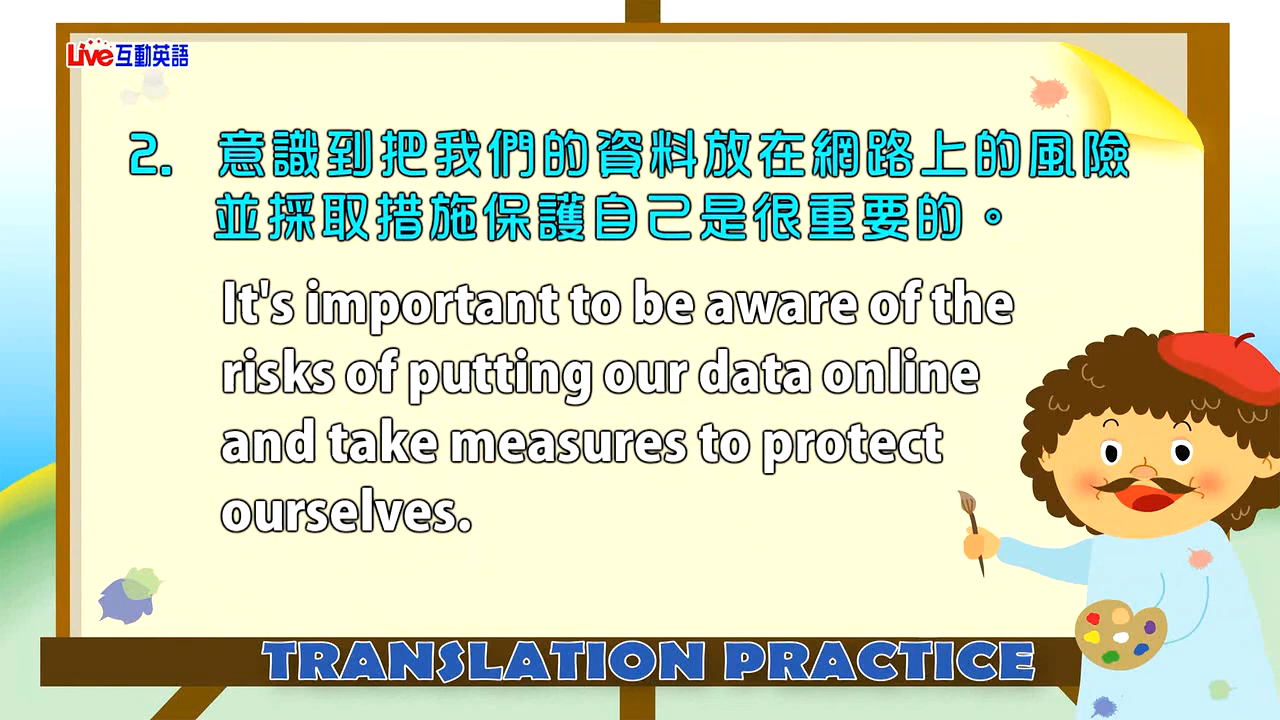 Live互動英語
2. 意識到把我們的資料放在網路上的風險
並採取措施保護自己是很重要的。
It's important to be aware of the
risks of putting our data online
and take measures to protect
ourselves.
TRANSLATION PRACTICE